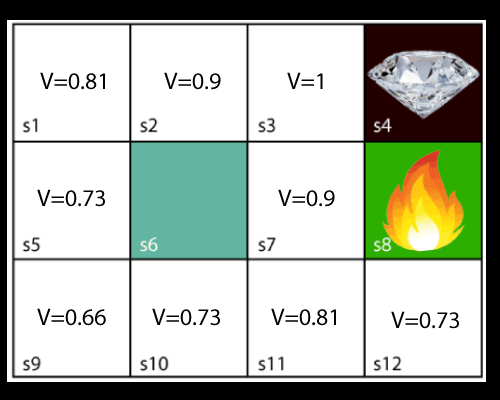 V=0.81
V=0.9
V=1
s1
s2
s3
s4
V=0.73
V=0.9
s5
s6
s7
s8
V=0.66
V=0.73
V=0.81
V=0.73
s9
s10
s11
s12